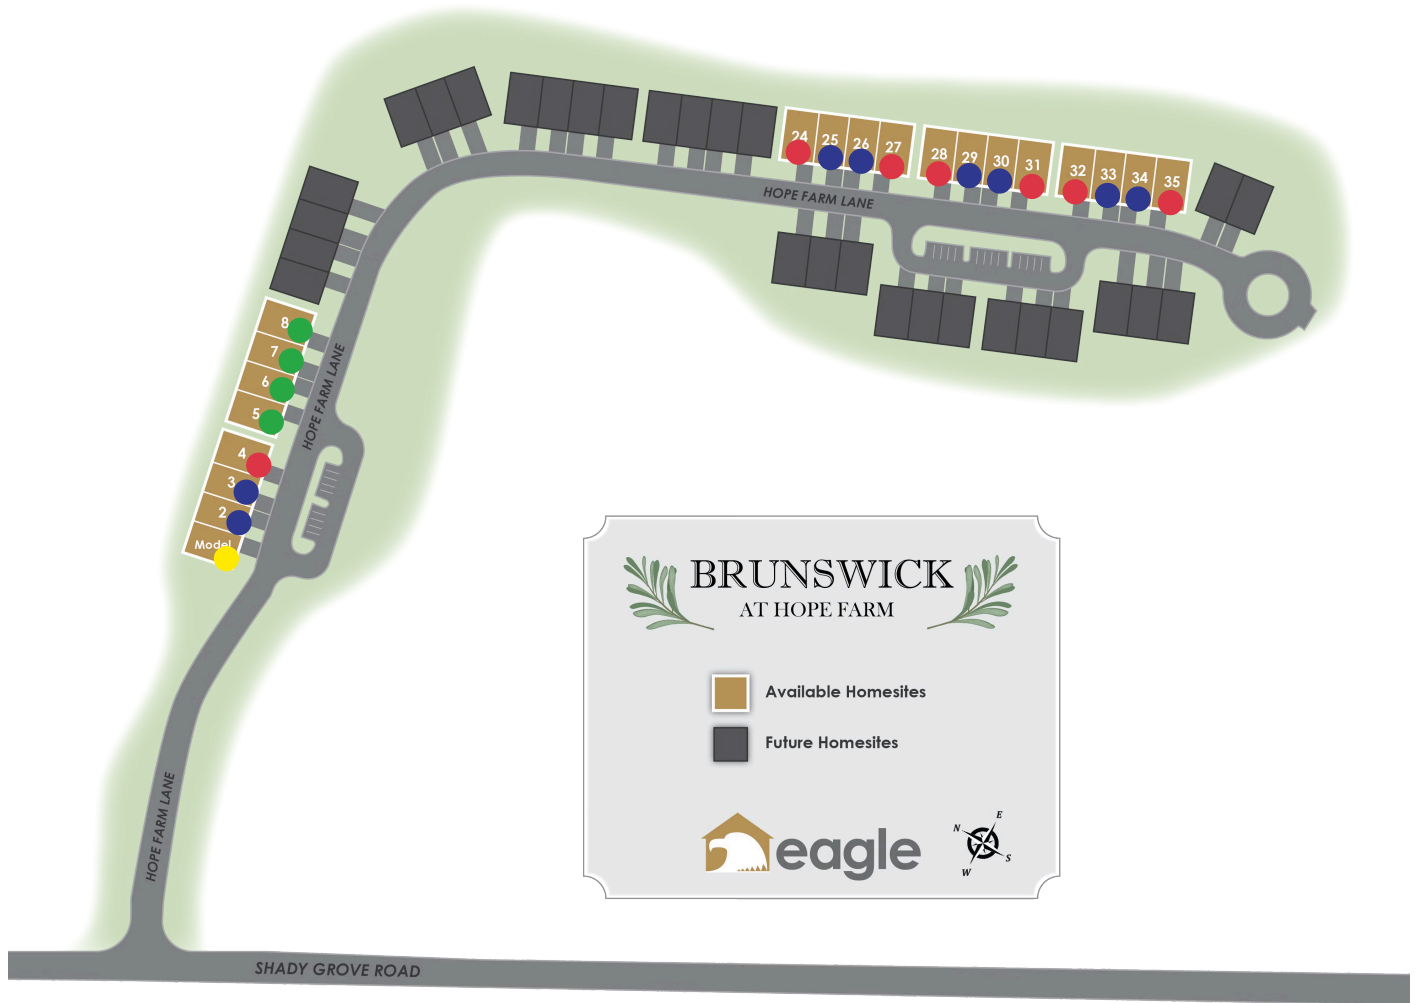 24
25
26
27
28
29
30
31
32
33
34
35
HOPE FARM LANE
8
7
6
5
HOPE FARM LANE
4
3
2
Model
BRUNSWICK
AT HOPE FARM
Available Homesites
Future Homesites
eagle
N
E
S
W
HOPE FARM LANE
SHADY GROVE ROAD